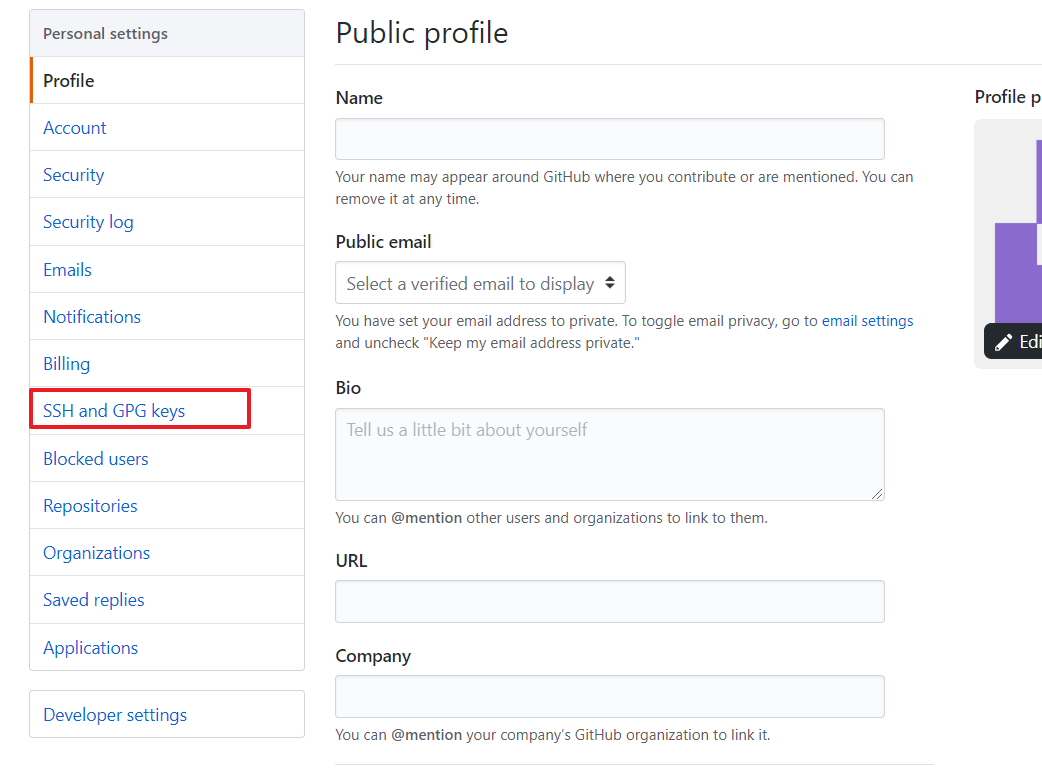 Personal settings
Profile
Account
Security
Security log
Emails
Notifications
Billing
SSH and GPG keys
Blocked users
Repositories
Organizations
Saved replies
Applications
Developer settings
Public profile
Name
Your name may appear around GitHub where you contribute or are mentioned. You can
remove it at any time.
Public email
Select a verified email to display
You have set your email address to private. To toggle email privacy, go to email settings
and uncheck "Keep my email address private."
Bio
Tell us a little bit about yourself
You can @mention other users and organizations to link to them.
URL
Company
You can @mention your company’s GitHub organization to link it.
Profile p
Edi